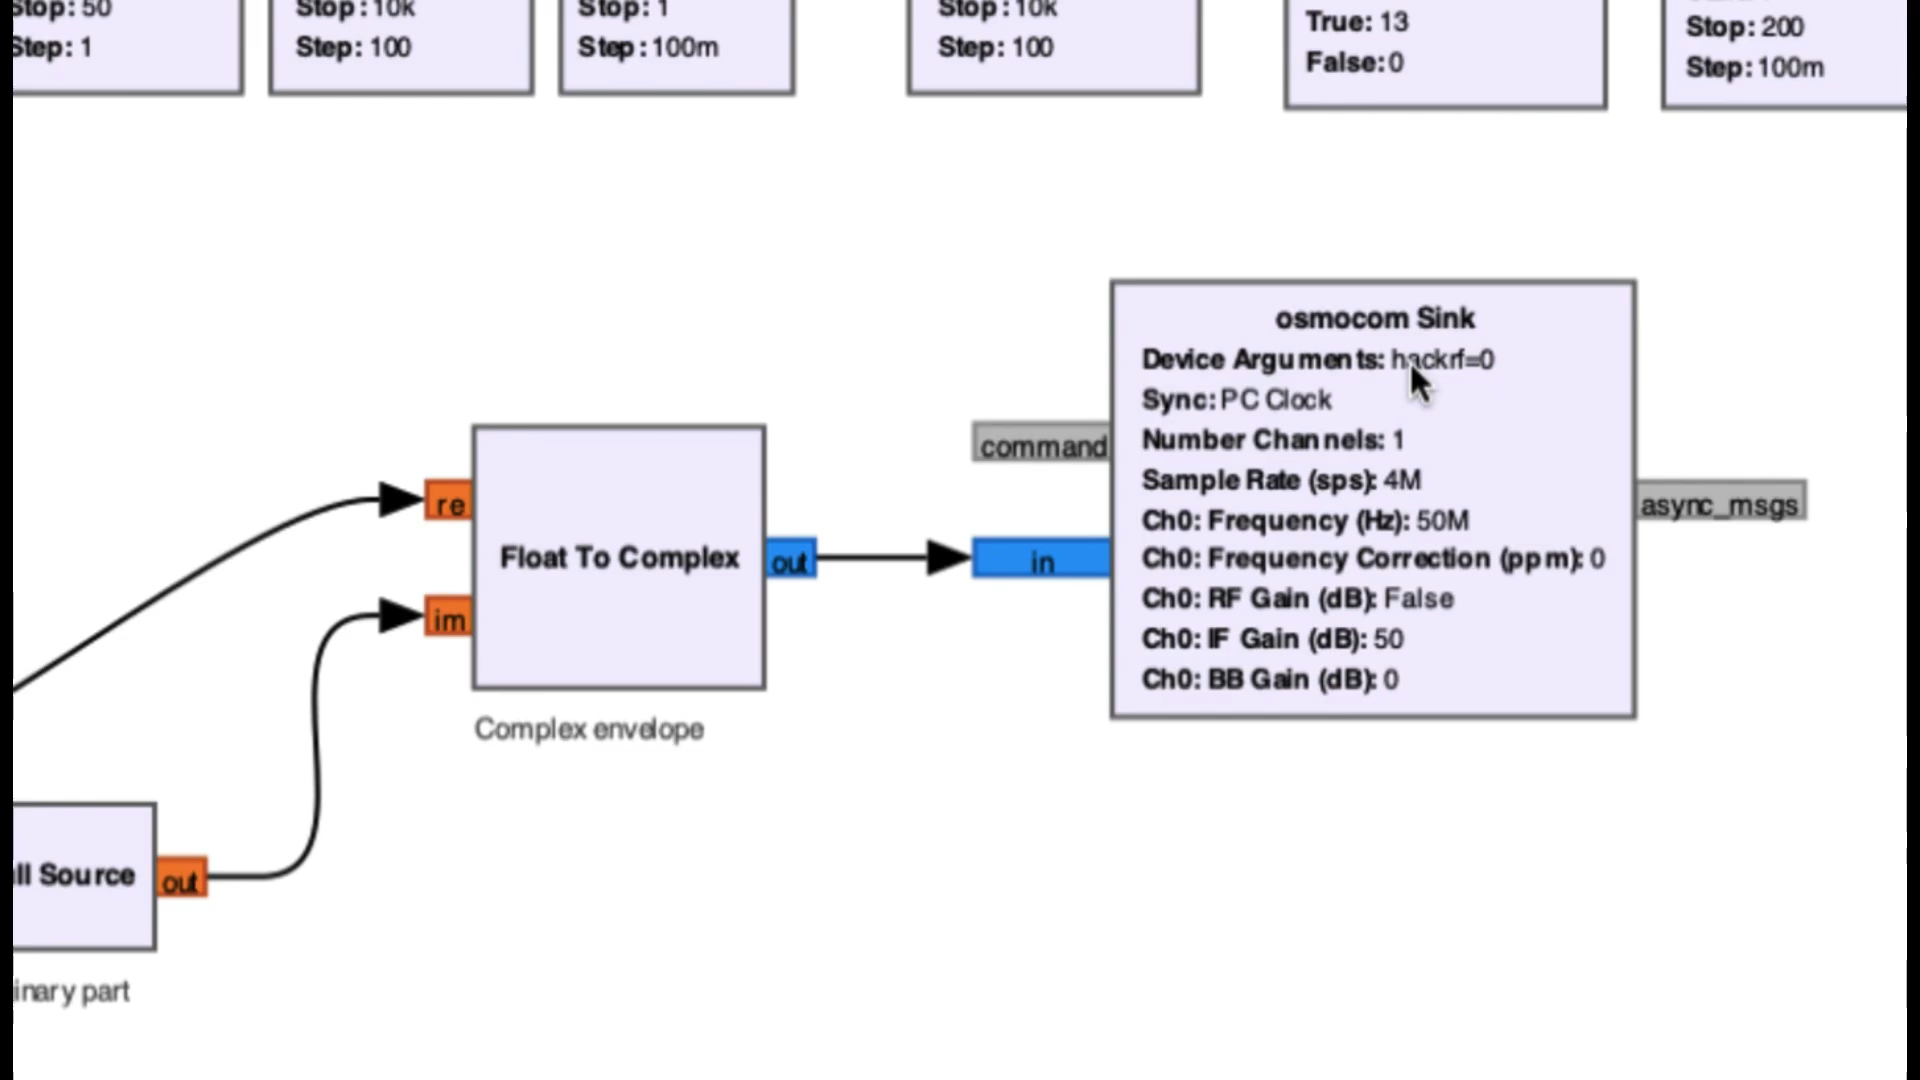 Stop: 50
Step: 1
Stop: 10k
Step: 100
Stop: 1
Step: 100m
Stop: 10k
Step: 100
True: 13
False: 0
Stop: 200
Step: 100m
osmocom Sink
Device Arguments: hackrf=0
Sync: PC Clock
Number Channels: 1
Sample Rate (sps): 4M
Ch0: Frequency (Hz): 50M
Ch0: Frequency Correction (ppm): 0
Ch0: RF Gain (dB): False
Ch0: IF Gain (dB): 50
Ch0: BB Gain (dB): 0
command
in
async_msgs
re
im
Float To Complex
out
Complex envelope
ll Source
out
inary part